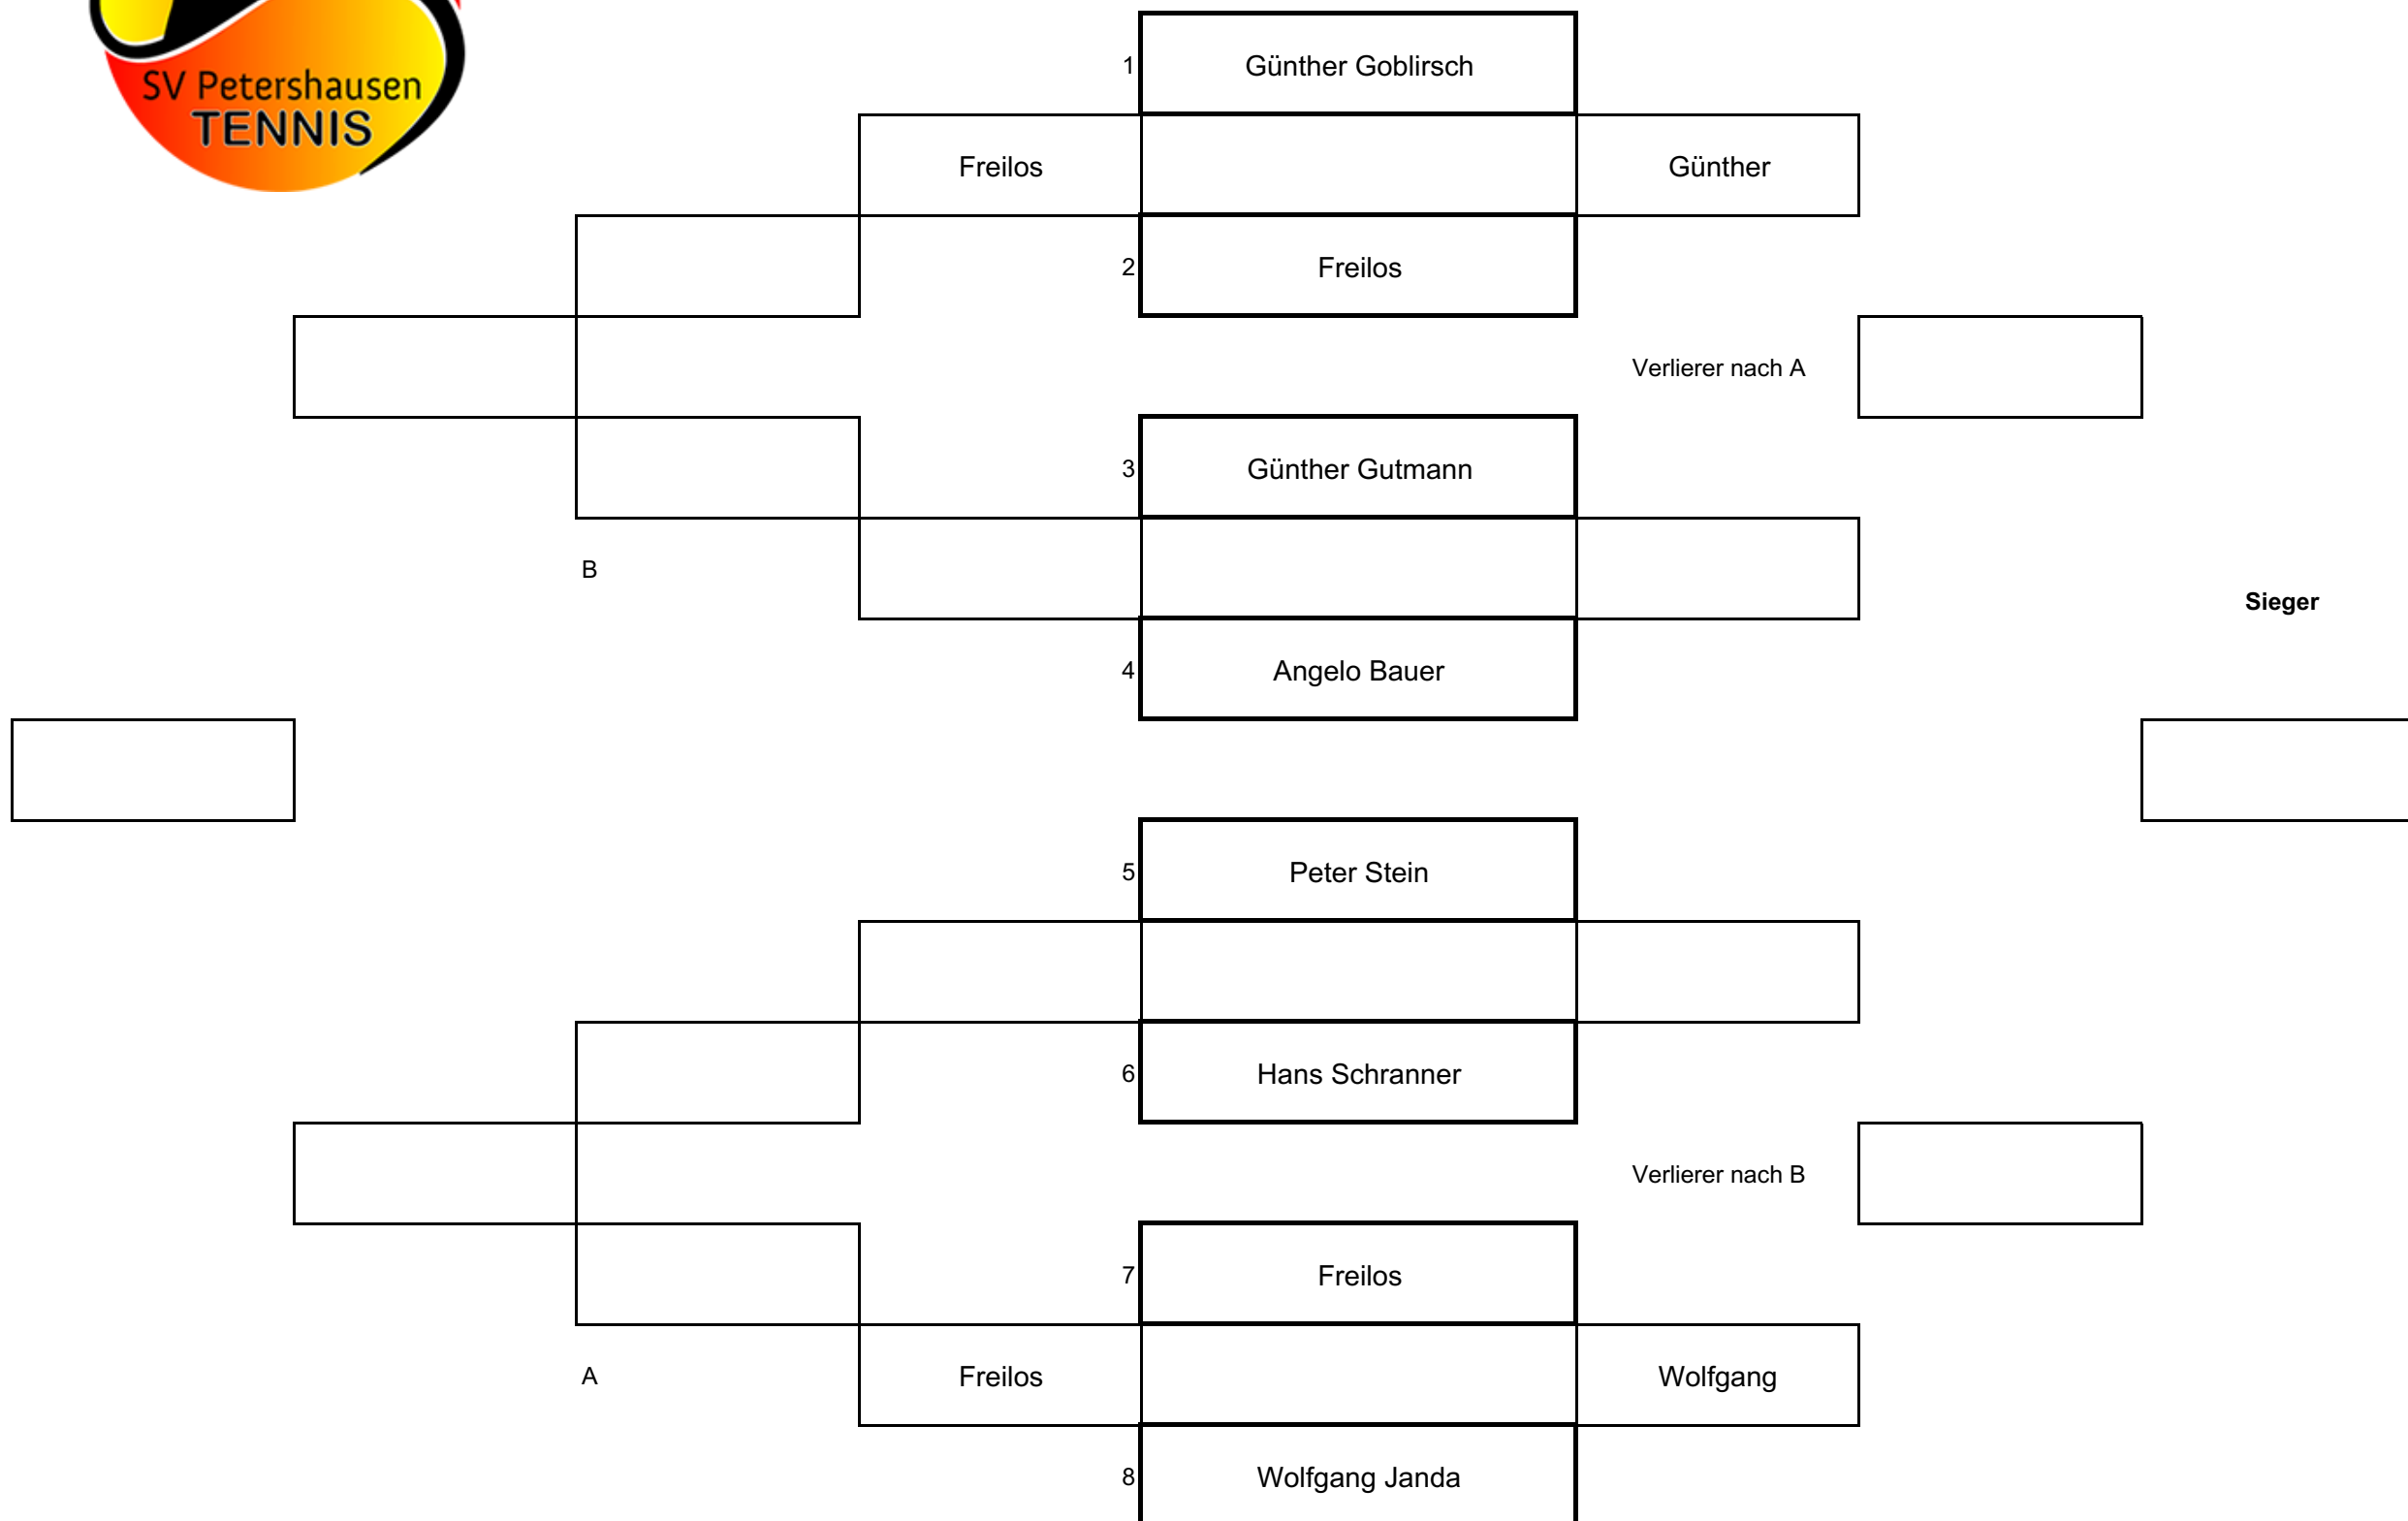 SV Petershausen
TENNIS
1 Günther Goblirsch
Freilos Günther
2 Freilos
Verlierer nach A
3 Günther Gutmann
B
Sieger
4 Angelo Bauer
5 Peter Stein
6 Hans Schranner
Verlierer nach B
7 Freilos
A Freilos Wolfgang
8 Wolfgang Janda